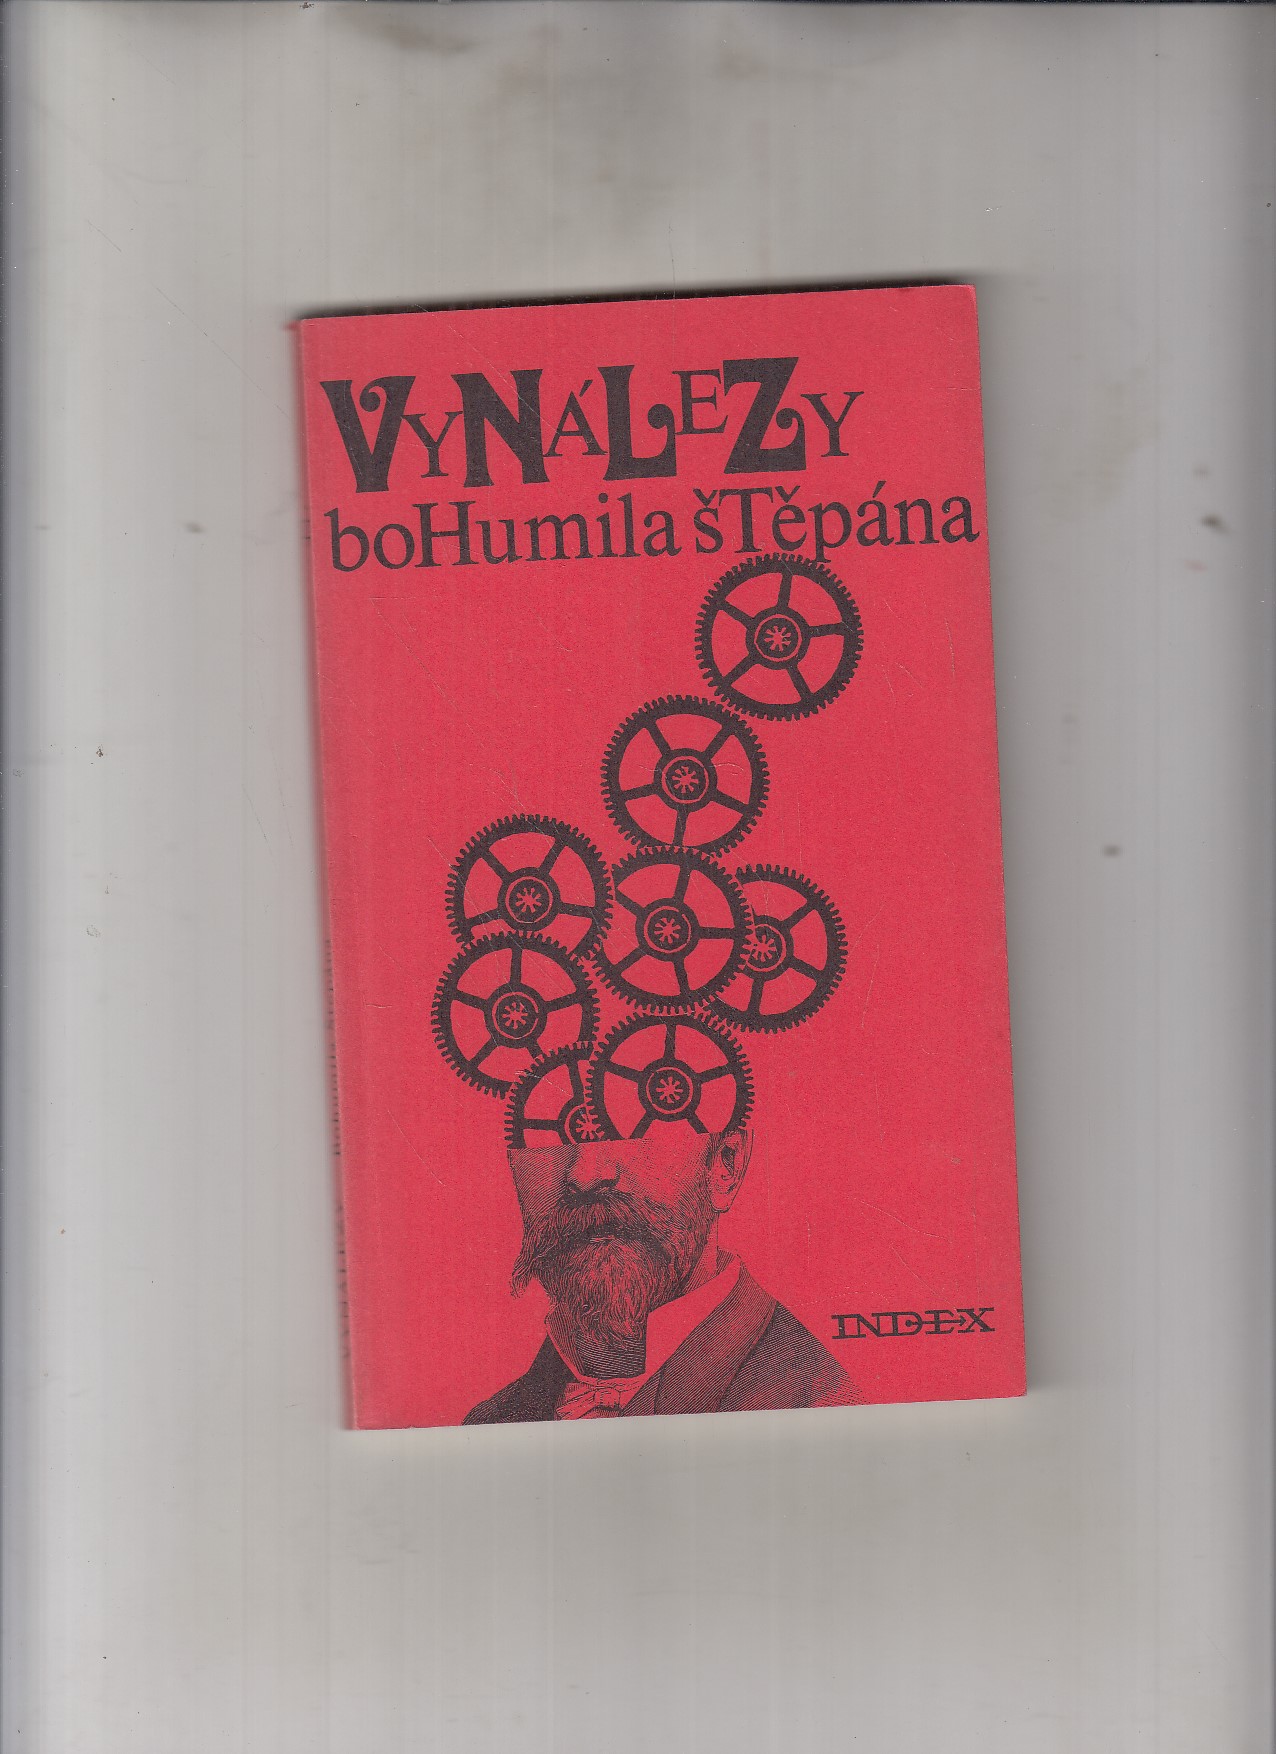 VyNÁLEZy
boHumila šTěpána
INDEX